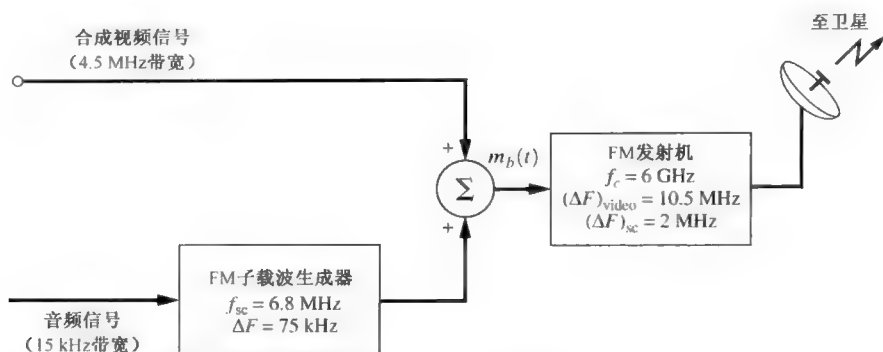 合成视频信号
（4.5 MHz带宽）
至卫星
+
m_b(t)
Σ
+
FM发射机
f_c = 6 GHz
(ΔF)_video = 10.5 MHz
(ΔF)_sc = 2 MHz
FM子载波生成器
f_sc = 6.8 MHz
ΔF = 75 kHz
音频信号
（15 kHz带宽）